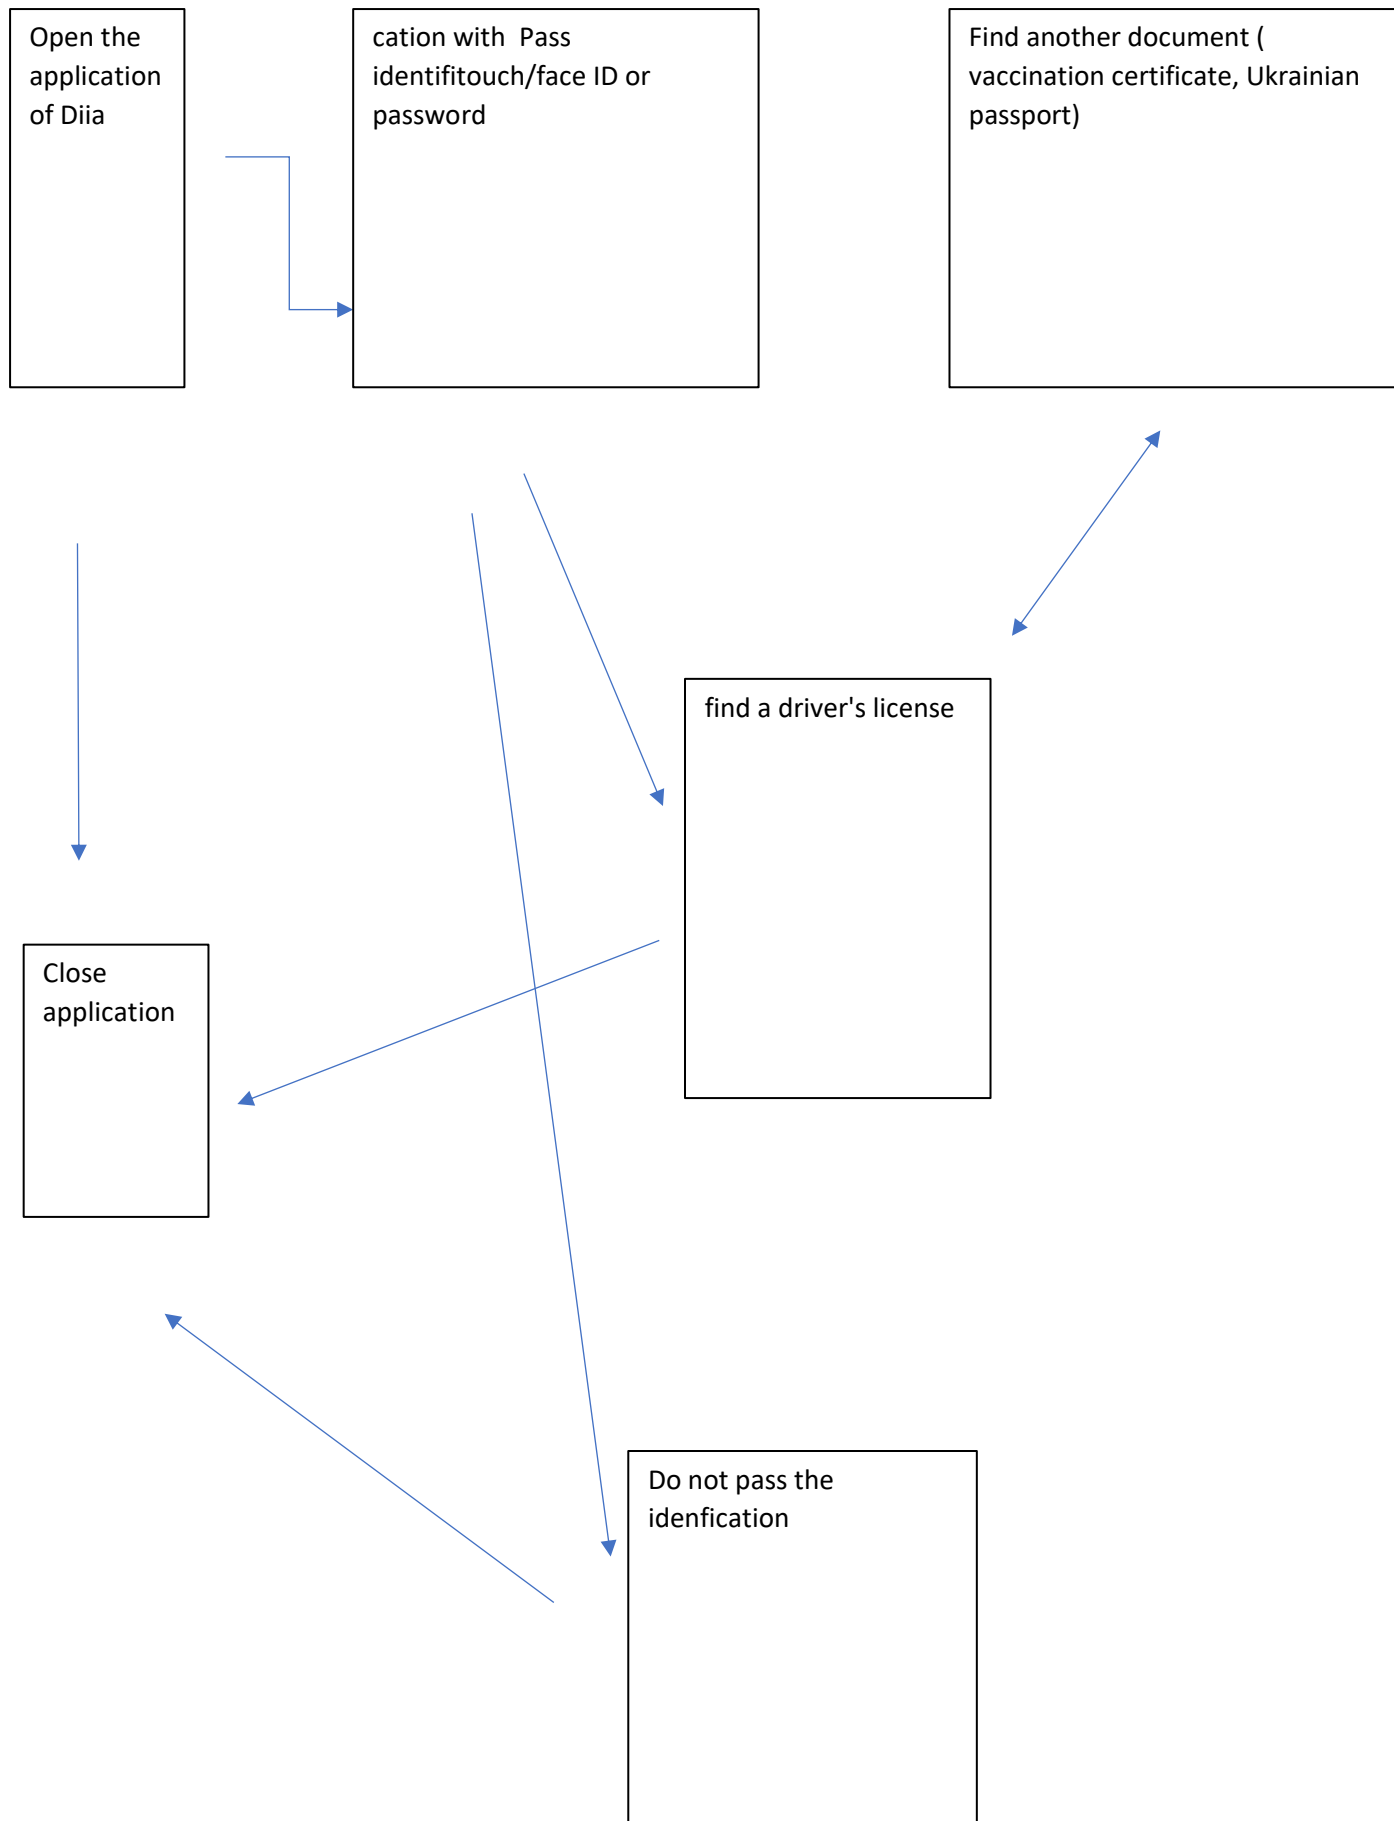 Open the
application
of Diia
cation with  Pass
identifitouch/face ID or
password
Find another document (
vaccination certificate, Ukrainian
passport)
find a driver's license
Close
application
Do not pass the
idenfication